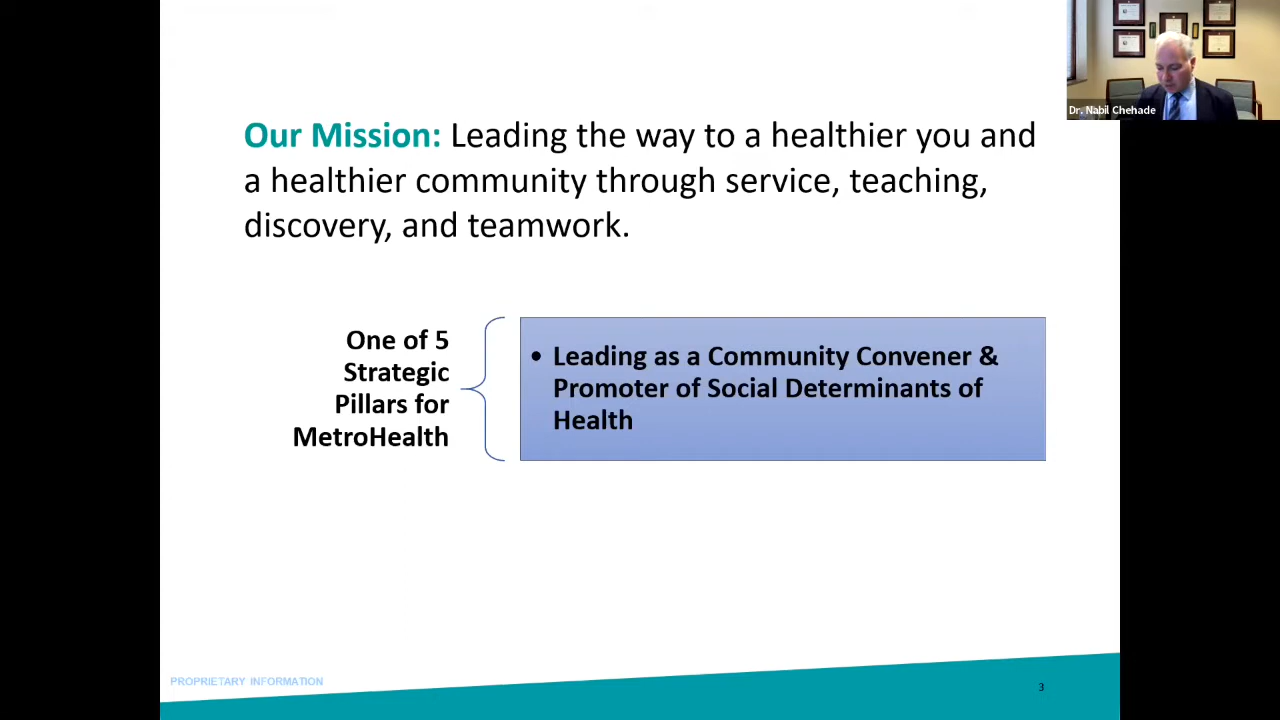 Dr. Nabil Chehade
Our Mission: Leading the way to a healthier you and
a healthier community through service, teaching,
discovery, and teamwork.
One of 5
Strategic
Pillars for
MetroHealth
• Leading as a Community Convener &
Promoter of Social Determinants of
Health
PROPRIETARY INFORMATION
3